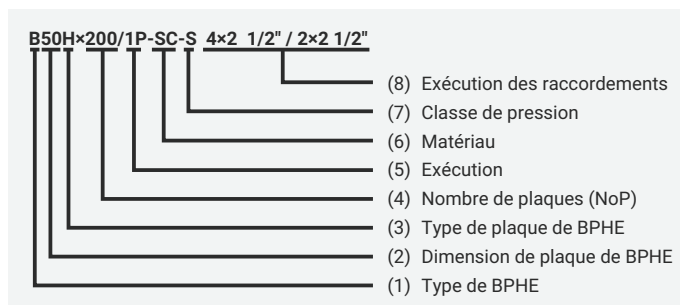 B50H×200/1P-SC-S 4×2 1/2" / 2×2 1/2"
(8) Exécution des raccordements
(7) Classe de pression
(6) Matériau
(5) Exécution
(4) Nombre de plaques (NoP)
(3) Type de plaque de BPHE
(2) Dimension de plaque de BPHE
(1) Type de BPHE